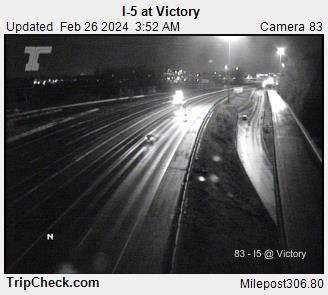 I-5 at Victory
Updated Feb 26 2024 3:52 AM Camera 83
T
N
83 - I5 @ Victory
TripCheck.com Milepost306.80